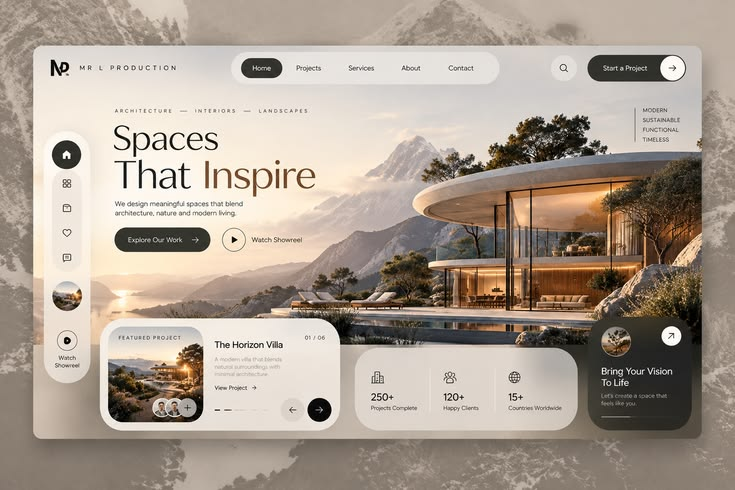 MR L PRODUCTION
Home
Projects
Services
About
Contact
Start a Project
ARCHITECTURE — INTERIORS — LANDSCAPES
Spaces
That Inspire
We design meaningful spaces that blend
architecture, nature and modern living.
Explore Our Work
Watch Showreel
MODERN
SUSTAINABLE
FUNCTIONAL
TIMELESS
Watch
Showreel
FEATURED PROJECT
The Horizon Villa
01 / 06
A modern villa that blends
natural surroundings with
minimal architecture.
View Project
250+
Projects Complete
120+
Happy Clients
15+
Countries Worldwide
Bring Your Vision
To Life
Let's create a space that
feels like you.